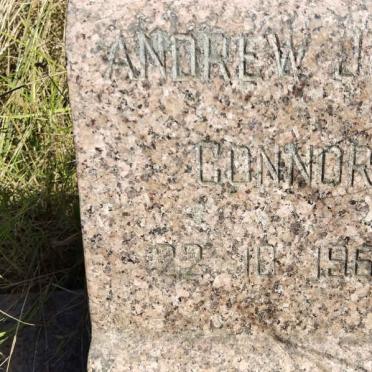 ANDREW J
CONNOR
22 10 196